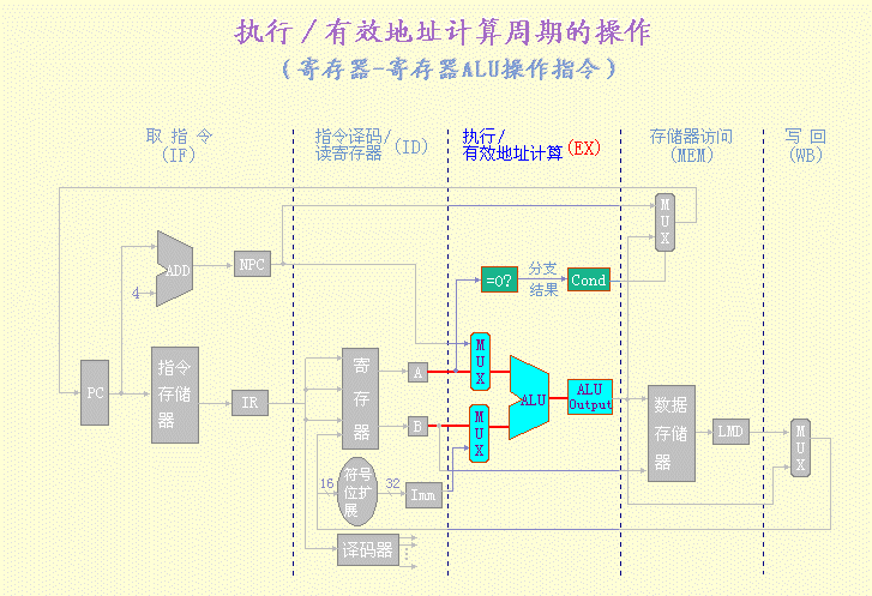 执行／有效地址计算周期的操作
（寄存器-寄存器ALU操作指令）
取 指 令
(IF)
指令译码/
读寄存器 (ID)
执行/
有效地址计算 (EX)
存储器访问
(MEM)
写 回
(WB)
MUX
ADD
NPC
4
=0?
分支
结果
Cond
PC
指令
存储
器
IR
寄
存
器
A
B
MUX
MUX
ALU
ALU
Output
数据
存储
器
LMD
MUX
16
符号
位扩
展
32
Imm
译码器